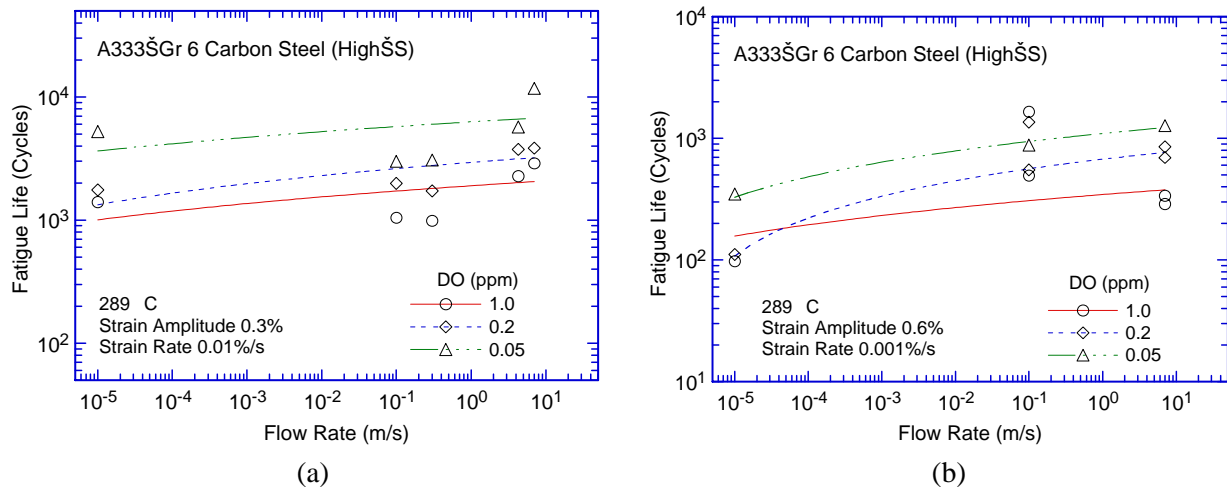 A333ŠGr 6 Carbon Steel (HighŠS)
Fatigue Life (Cycles)
10^4
10^3
10^2
289 C
Strain Amplitude 0.3%
Strain Rate 0.01%/s
DO (ppm)
1.0
0.2
0.05
10^-5 10^-4 10^-3 10^-2 10^-1 10^0 10^1
Flow Rate (m/s)
(a)
A333ŠGr 6 Carbon Steel (HighŠS)
Fatigue Life (Cycles)
10^4
10^3
10^2
10^1
289 C
Strain Amplitude 0.6%
Strain Rate 0.001%/s
DO (ppm)
1.0
0.2
0.05
10^-5 10^-4 10^-3 10^-2 10^-1 10^0 10^1
Flow Rate (m/s)
(b)